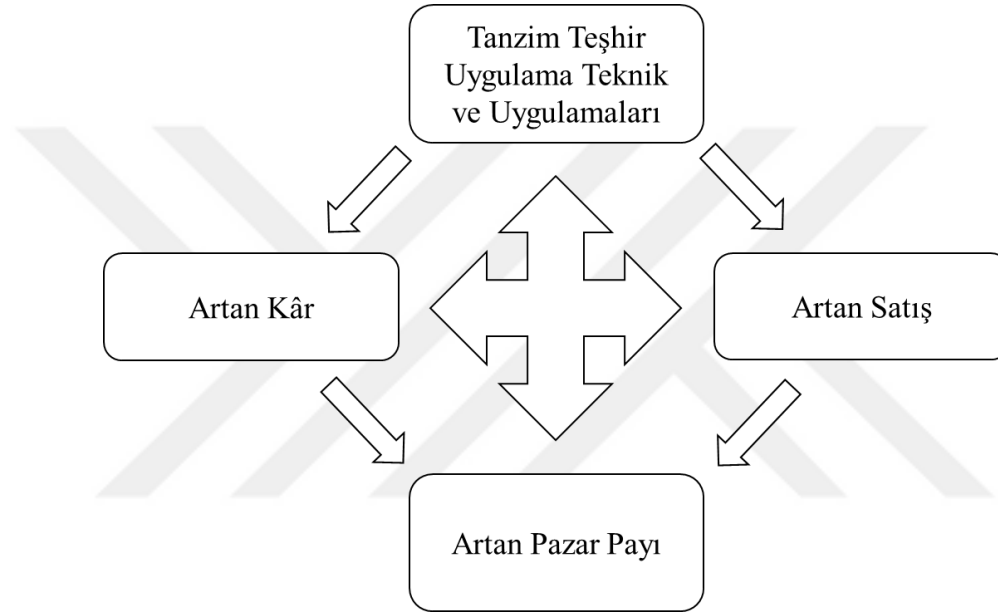 Tanzim Teşhir
Uygulama Teknik
ve Uygulamaları
Artan Kâr
Artan Satış
Artan Pazar Payı